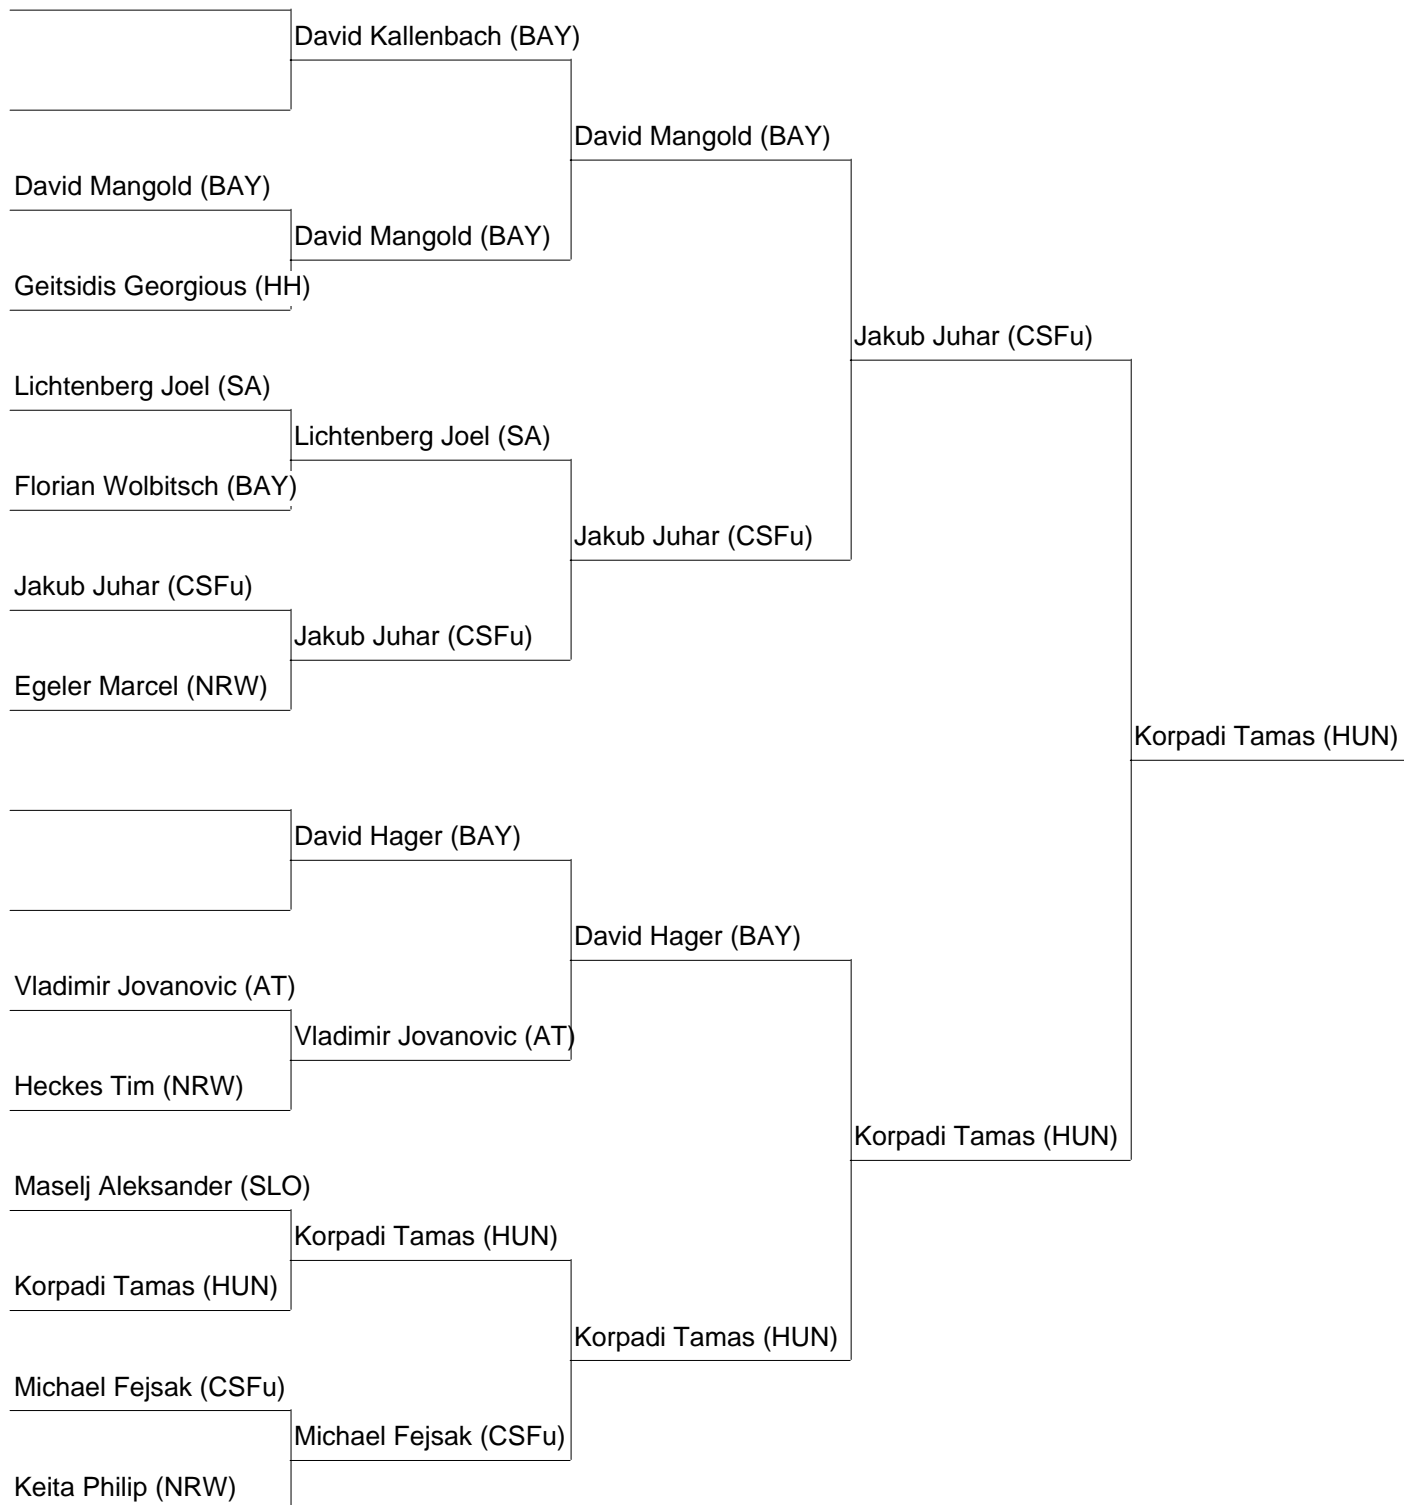 David Kallenbach (BAY)
David Mangold (BAY)
David Mangold (BAY)
David Mangold (BAY)
Geitsidis Georgious (HH)
Jakub Juhar (CSFu)
Lichtenberg Joel (SA)
Lichtenberg Joel (SA)
Florian Wolbitsch (BAY)
Jakub Juhar (CSFu)
Jakub Juhar (CSFu)
Jakub Juhar (CSFu)
Egeler Marcel (NRW)
Korpadi Tamas (HUN)
David Hager (BAY)
David Hager (BAY)
Vladimir Jovanovic (AT)
Vladimir Jovanovic (AT)
Heckes Tim (NRW)
Korpadi Tamas (HUN)
Maselj Aleksander (SLO)
Korpadi Tamas (HUN)
Korpadi Tamas (HUN)
Korpadi Tamas (HUN)
Michael Fejsak (CSFu)
Michael Fejsak (CSFu)
Keita Philip (NRW)